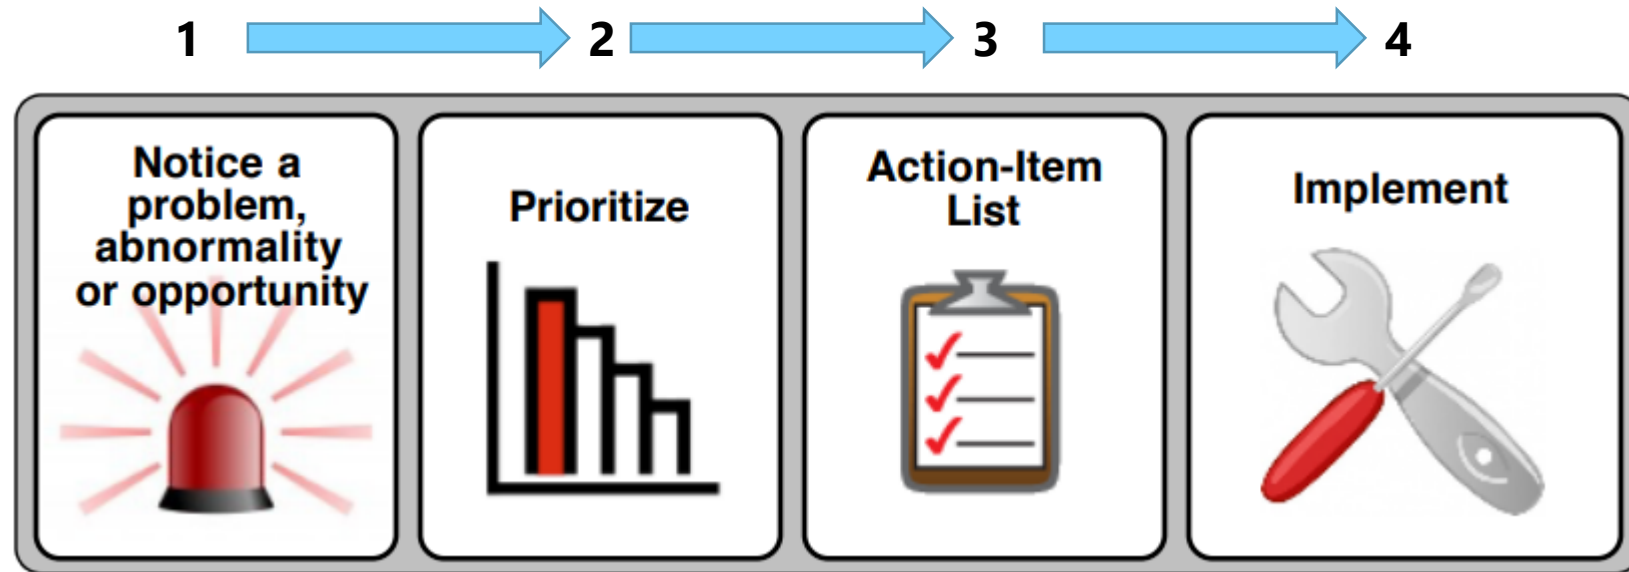 1 2 3 4
Notice a
problem,
abnormality
or opportunity
Prioritize
Action-Item
List
Implement